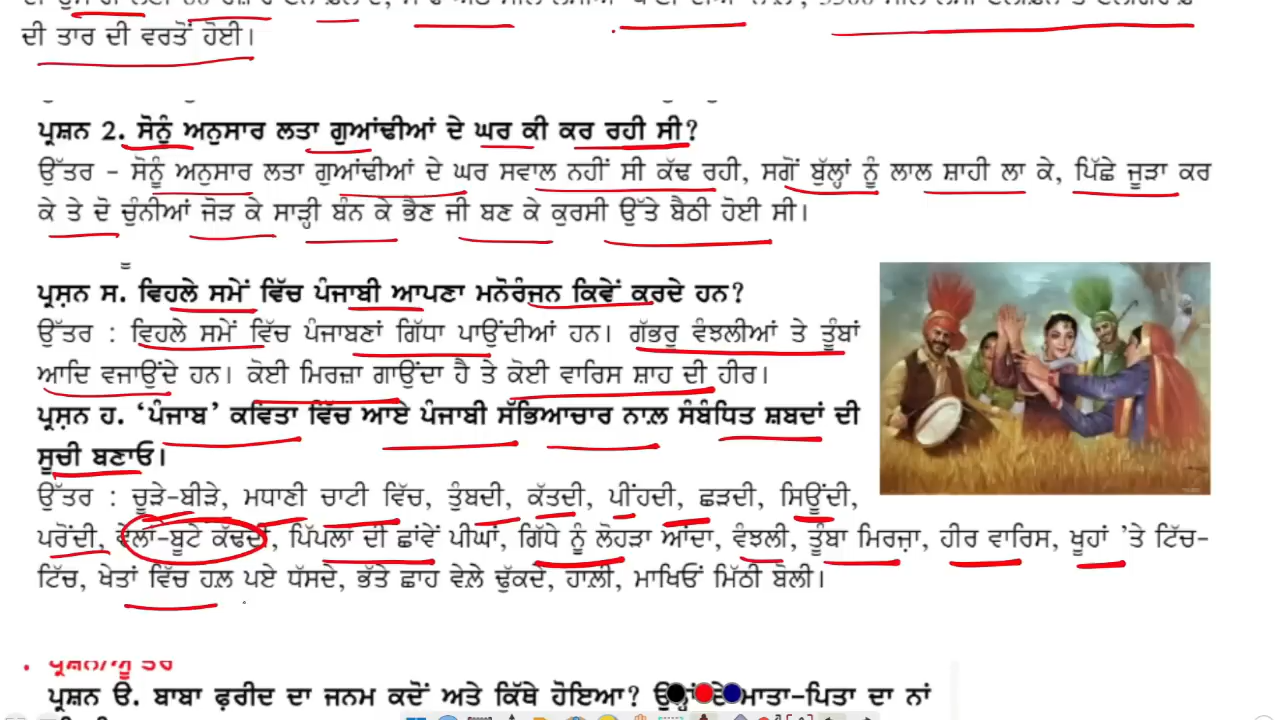 ਦੀ ਤਾਰ ਦੀ ਵਰਤੋਂ ਹੋਈ।
ਪ੍ਰਸ਼ਨ 2. ਸੋਨੂੰ ਅਨੁਸਾਰ ਲਤਾ ਗੁਆਂਢੀਆਂ ਦੇ ਘਰ ਕੀ ਕਰ ਰਹੀ ਸੀ?
ਉੱਤਰ - ਸੋਨੂੰ ਅਨੁਸਾਰ ਲਤਾ ਗੁਆਂਢੀਆਂ ਦੇ ਘਰ ਸਵਾਲ ਨਹੀਂ ਸੀ ਕੱਢ ਰਹੀ, ਸਗੋਂ ਬੁੱਲ੍ਹਾਂ ਨੂੰ ਲਾਲ ਸ਼ਾਹੀ ਲਾ ਕੇ, ਪਿੱਛੇ ਜੂੜਾ ਕਰ
ਕੇ ਤੇ ਦੋ ਚੁੰਨੀਆਂ ਜੋੜ ਕੇ ਸਾੜ੍ਹੀ ਬੰਨ ਕੇ ਭੈਣ ਜੀ ਬਣ ਕੇ ਕੁਰਸੀ ਉੱਤੇ ਬੈਠੀ ਹੋਈ ਸੀ।
ਪ੍ਰਸ਼ਨ ਸ. ਵਿਹਲੇ ਸਮੇਂ ਵਿੱਚ ਪੰਜਾਬੀ ਆਪਣਾ ਮਨੋਰੰਜਨ ਕਿਵੇਂ ਕਰਦੇ ਹਨ?
ਉੱਤਰ : ਵਿਹਲੇ ਸਮੇਂ ਵਿੱਚ ਪੰਜਾਬਣਾਂ ਗਿੱਧਾ ਪਾਉਂਦੀਆਂ ਹਨ। ਗੱਭਰੂ ਵੰਝਲੀਆਂ ਤੇ ਤੂੰਬਾਂ
ਆਦਿ ਵਜਾਉਂਦੇ ਹਨ। ਕੋਈ ਮਿਰਜ਼ਾ ਗਾਉਂਦਾ ਹੈ ਤੇ ਕੋਈ ਵਾਰਿਸ ਸ਼ਾਹ ਦੀ ਹੀਰ।
ਪ੍ਰਸ਼ਨ ਹ. ‘ਪੰਜਾਬ’ ਕਵਿਤਾ ਵਿੱਚ ਆਏ ਪੰਜਾਬੀ ਸੱਭਿਆਚਾਰ ਨਾਲ਼ ਸੰਬੰਧਿਤ ਸ਼ਬਦਾਂ ਦੀ
ਸੂਚੀ ਬਣਾਓ।
ਉੱਤਰ : ਚੂੜੇ-ਬੀੜੇ, ਮਧਾਣੀ ਚਾਟੀ ਵਿੱਚ, ਤੁੰਬਦੀ, ਕੱਤਦੀ, ਪੀਂਹਦੀ, ਛੜਦੀ, ਸਿਊਂਦੀ,
ਪਰੋਂਦੀ, ਵੇਲਾਂ-ਬੂਟੇ ਕੱਢਦੀ, ਪਿੱਪਲਾ ਦੀ ਛਾਂਵੇਂ ਪੀਘਾਂ, ਗਿੱਧੇ ਨੂੰ ਲੋਹੜਾ ਆਂਦਾ, ਵੰਝਲੀ, ਤੂੰਬਾ ਮਿਰਜ਼ਾ, ਹੀਰ ਵਾਰਿਸ, ਖੂਹਾਂ ’ਤੇ ਟਿੱਚ-
ਟਿੱਚ, ਖੇਤਾਂ ਵਿੱਚ ਹਲ਼ ਪਏ ਧੱਸਦੇ, ਭੱਤੇ ਛਾਹ ਵੇਲ਼ੇ ਢੁੱਕਦੇ, ਹਾਲ਼ੀ, ਮਾਖਿਓਂ ਮਿੱਠੀ ਬੋਲੀ।
ਪ੍ਰਸ਼ਨ ੳ. ਬਾਬਾ ਫ਼ਰੀਦ ਦਾ ਜਨਮ ਕਦੋਂ ਅਤੇ ਕਿੱਥੇ ਹੋਇਆ? ਮਾਤਾ-ਪਿਤਾ ਦਾ ਨਾਂ